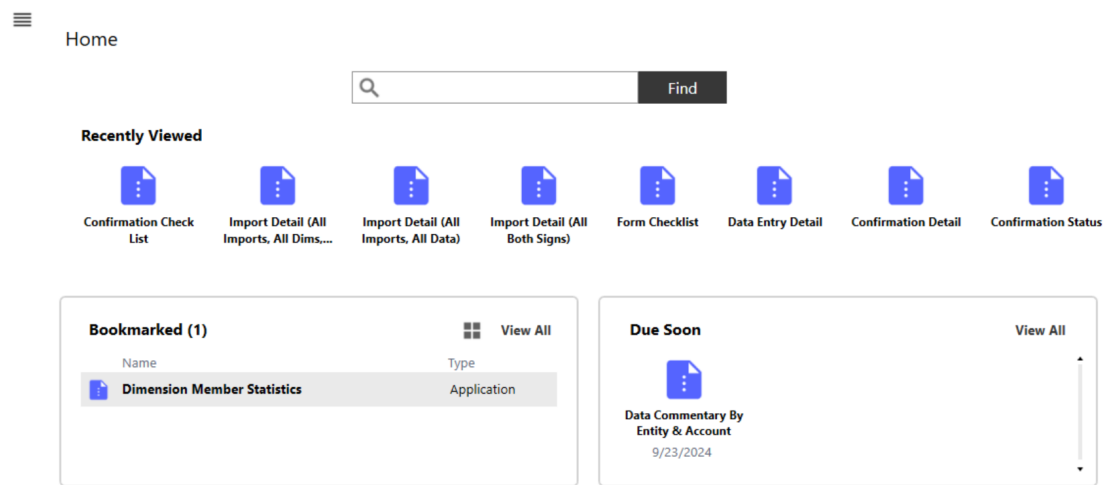 Home
Find
Recently Viewed
Confirmation Check
List
Import Detail (All
Imports, All Dims,...
Import Detail (All
Imports, All Data)
Import Detail (All
Both Signs)
Form Checklist
Data Entry Detail
Confirmation Detail
Confirmation Status
Bookmarked (1)
View All
Name
Type
Dimension Member Statistics
Application
Due Soon
View All
Data Commentary By
Entity & Account
9/23/2024